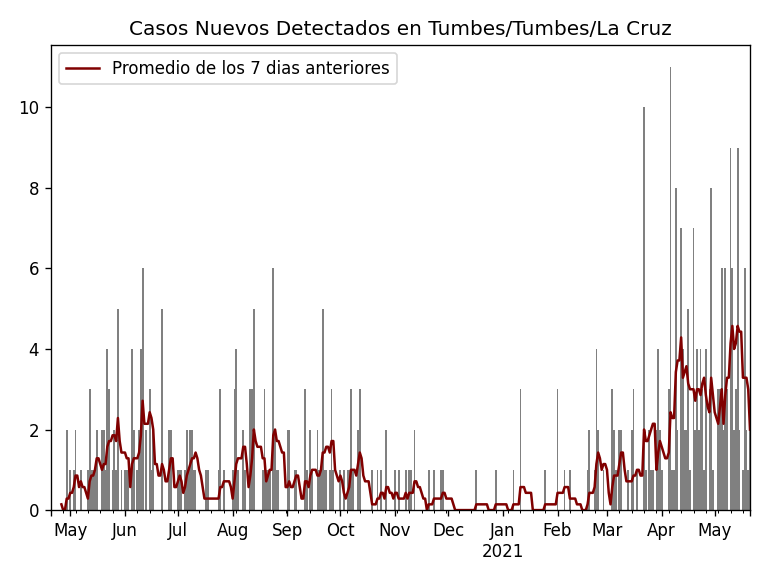 Casos Nuevos Detectados en Tumbes/Tumbes/La Cruz
Promedio de los 7 dias anteriores
10
8
6
4
2
0
May Jun Jul Aug Sep Oct Nov Dec Jan Feb Mar Apr May
2021